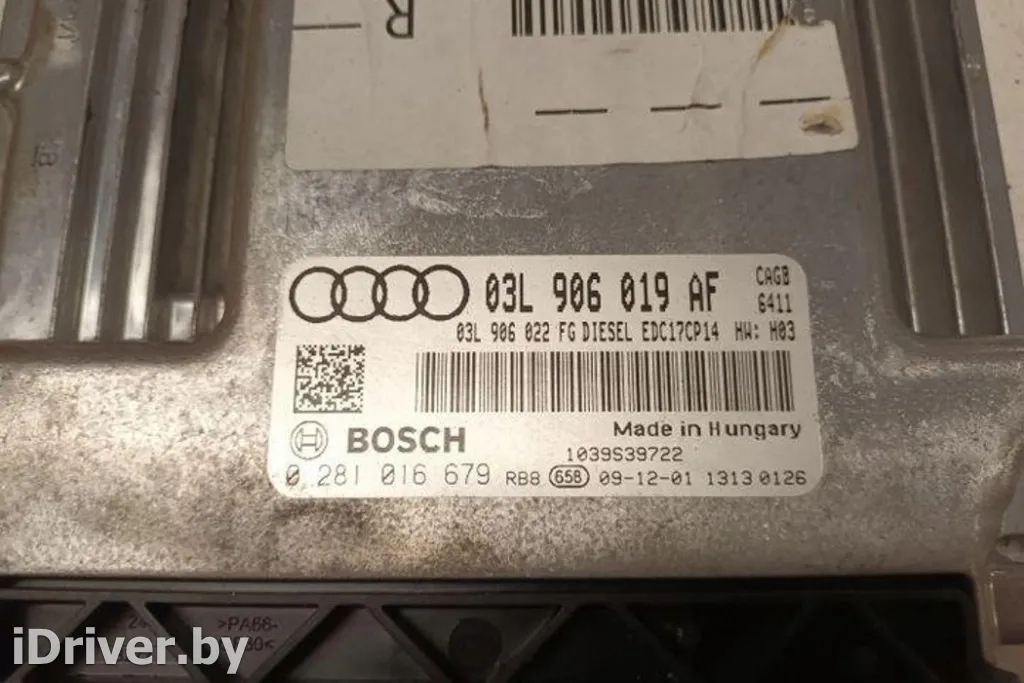 R
03L 906 019 AF CAGB
6411
03L 906 022 FG DIESEL EDC17CP14 HW: H03
Made in Hungary
BOSCH
1039S39722
0 281 016 679 RB8 658 09-12-01 1313 0126
>PA66-
iDriver.by